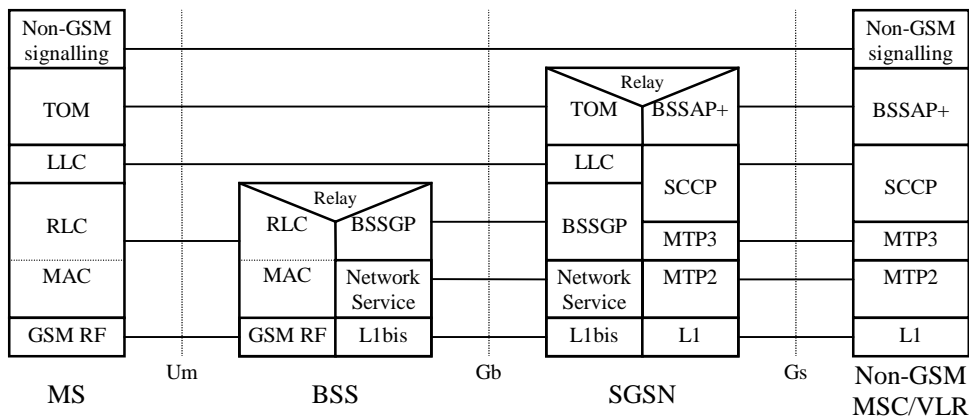 Non-GSM
signalling
TOM
LLC
RLC
MAC
GSM RF
MS
Um
Relay
RLC
BSSGP
MAC
Network
Service
GSM RF
L1bis
BSS
Gb
Relay
TOM
BSSAP+
LLC
SCCP
BSSGP
MTP3
Network
Service
MTP2
L1bis
L1
SGSN
Gs
Non-GSM
signalling
BSSAP+
SCCP
MTP3
MTP2
L1
Non-GSM
MSC/VLR